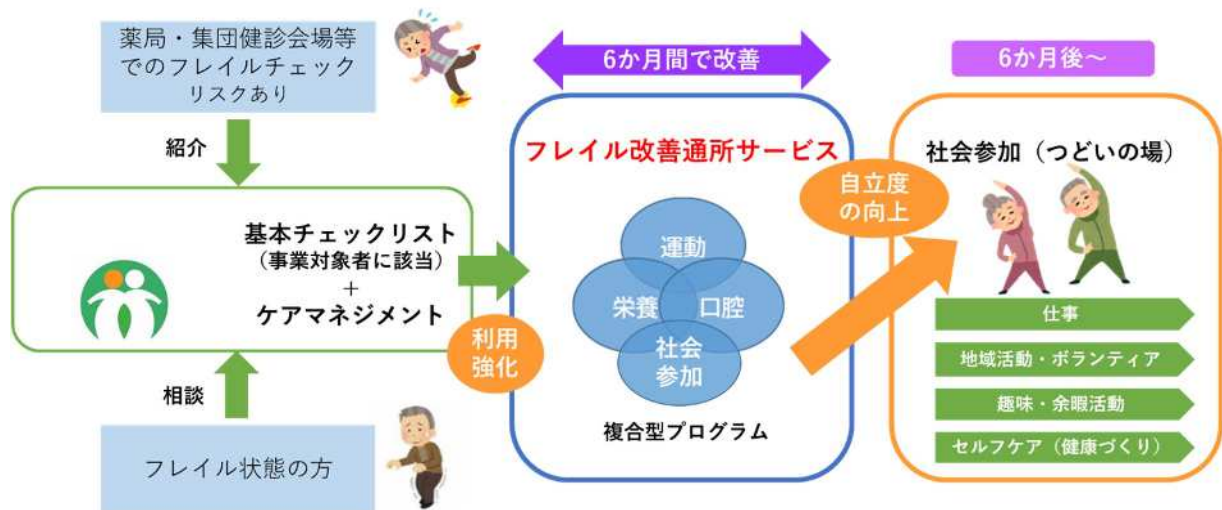 薬局・集団健診会場等
でのフレイルチェック
リスクあり
紹介
基本チェックリスト
（事業対象者に該当）
+
ケアマネジメント
相談
フレイル状態の方
利用
強化
6か月間で改善
フレイル改善通所サービス
運動
栄養
口腔
社会
参加
複合型プログラム
自立度
の向上
6か月後～
社会参加（つどいの場）
仕事
地域活動・ボランティア
趣味・余暇活動
セルフケア（健康づくり）